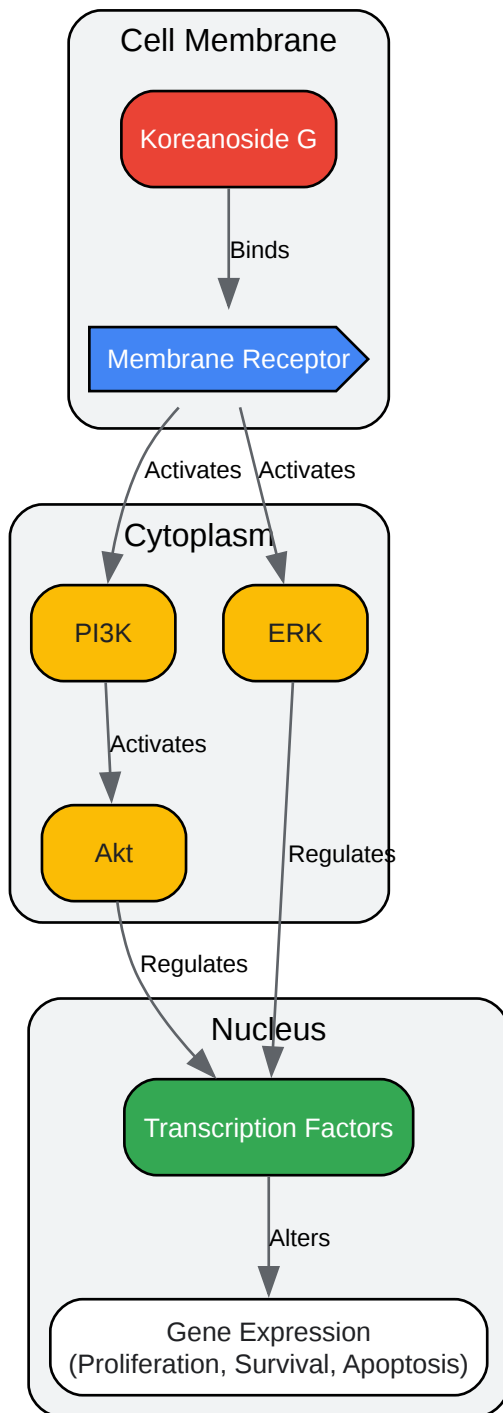 Cell Membrane
Koreanoside G
Binds
Membrane Receptor
Activates
Activates
Cytoplasm
PI3K
ERK
Activates
Akt
Regulates
Regulates
Nucleus
Transcription Factors
Alters
Gene Expression
(Proliferation, Survival, Apoptosis)